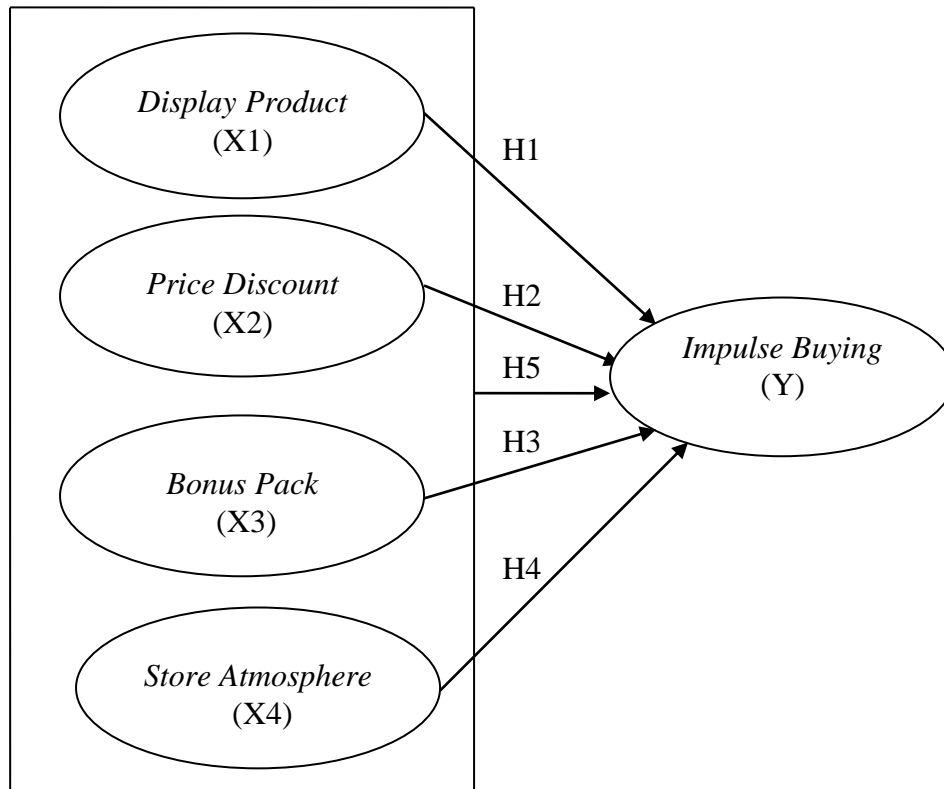 Display Product
(X1)
H1
Price Discount
(X2)
H2
Impulse Buying
(Y)
H5
H3
Bonus Pack
(X3)
H4
Store Atmosphere
(X4)